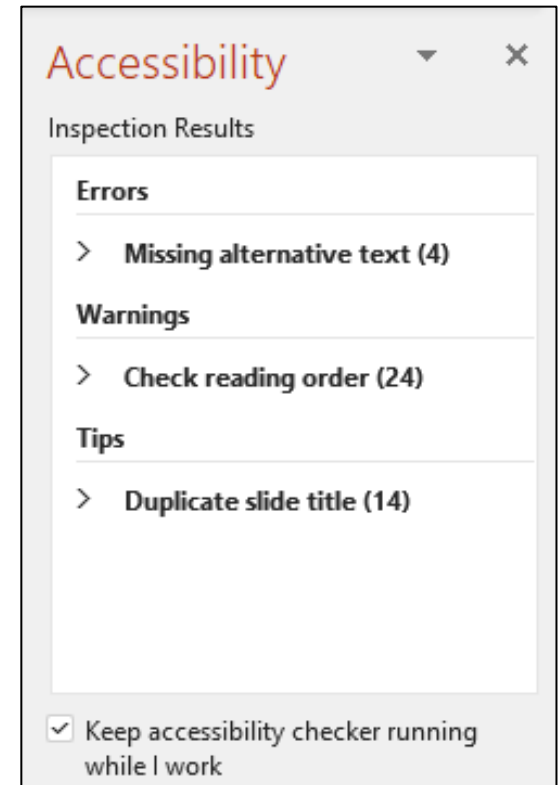 Accessibility
Inspection Results
Errors
Missing alternative text (4)
Warnings
Check reading order (24)
Tips
Duplicate slide title (14)
Keep accessibility checker running
while I work